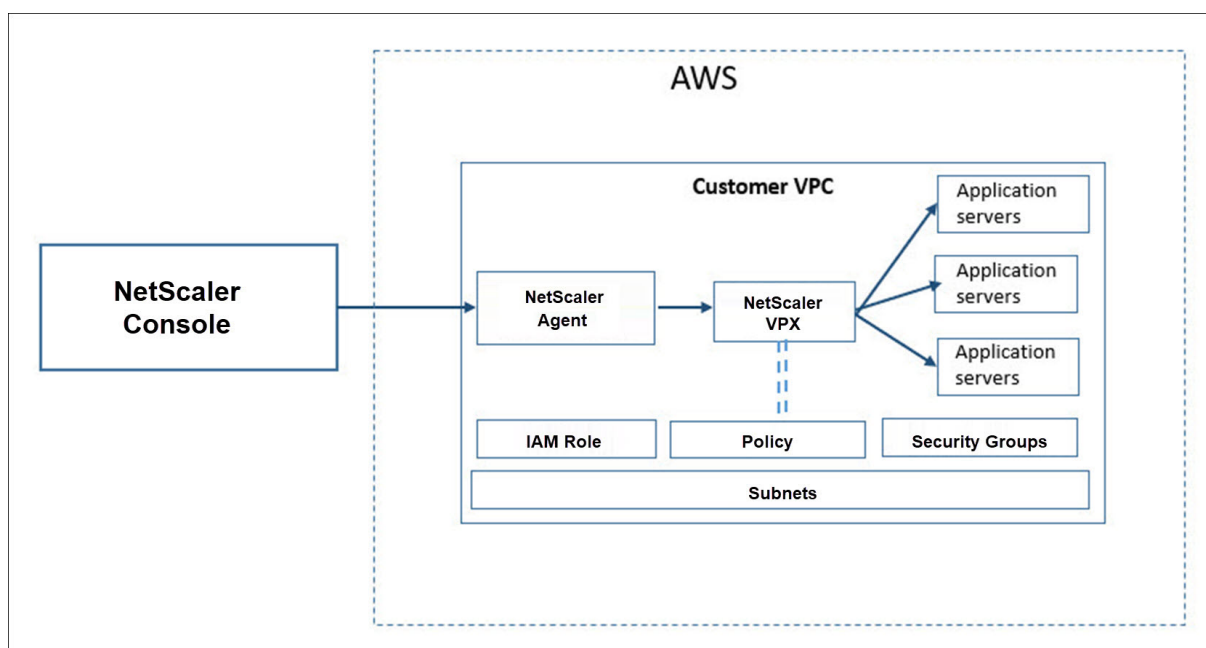 AWS
Customer VPC
NetScaler
Console
NetScaler
Agent
NetScaler
VPX
Application
servers
Application
servers
Application
servers
IAM Role
Policy
Security Groups
Subnets